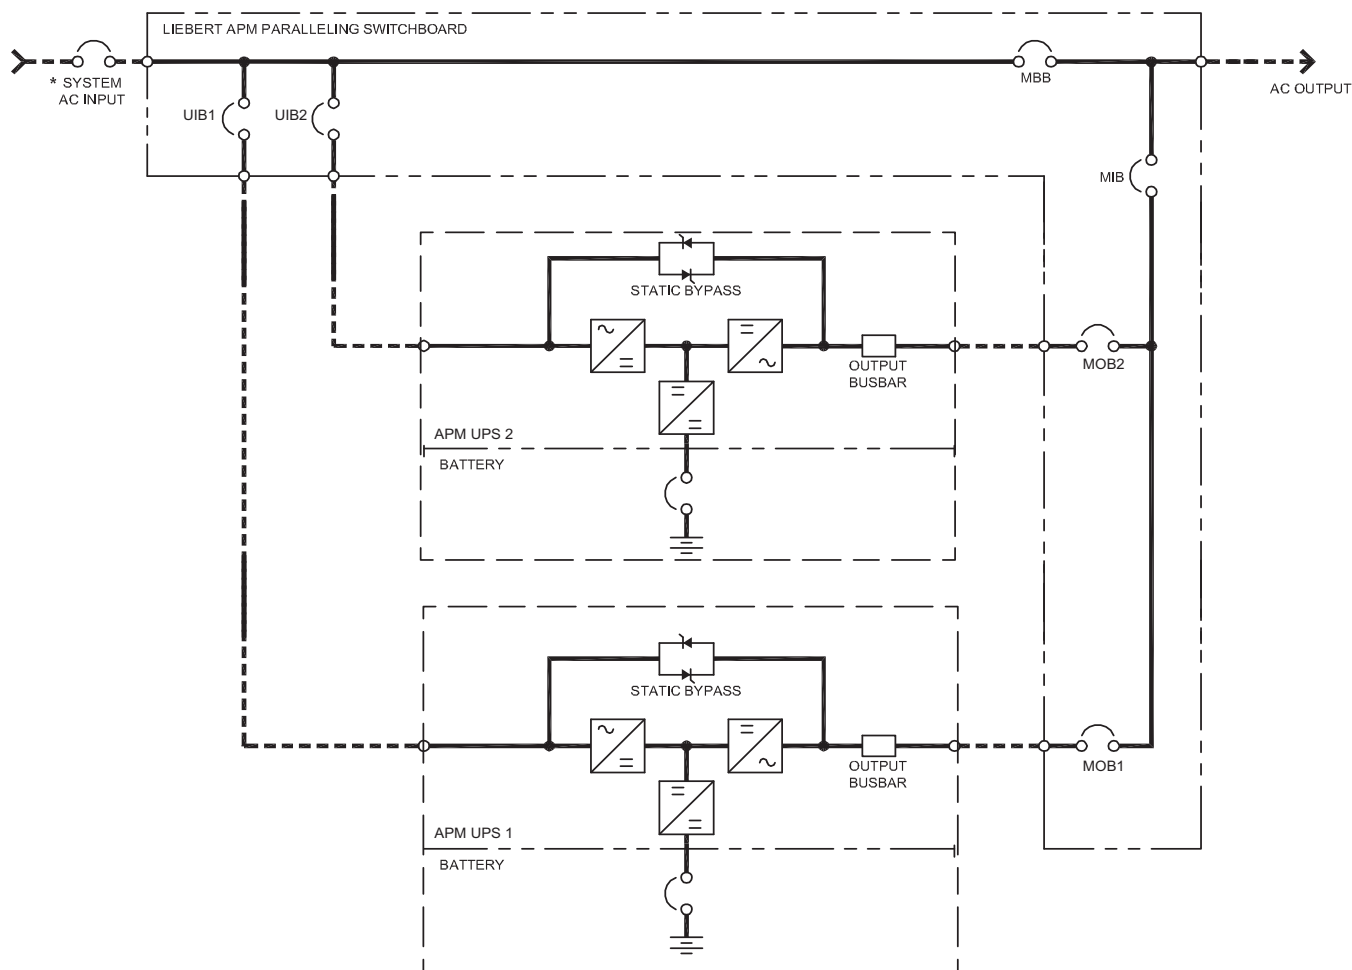 LIEBERT APM PARALLELING SWITCHBOARD
* SYSTEM
AC INPUT
MBB
AC OUTPUT
UIB1
UIB2
MIB
STATIC BYPASS
OUTPUT
BUSBAR
MOB2
APM UPS 2
BATTERY
STATIC BYPASS
OUTPUT
BUSBAR
MOB1
APM UPS 1
BATTERY